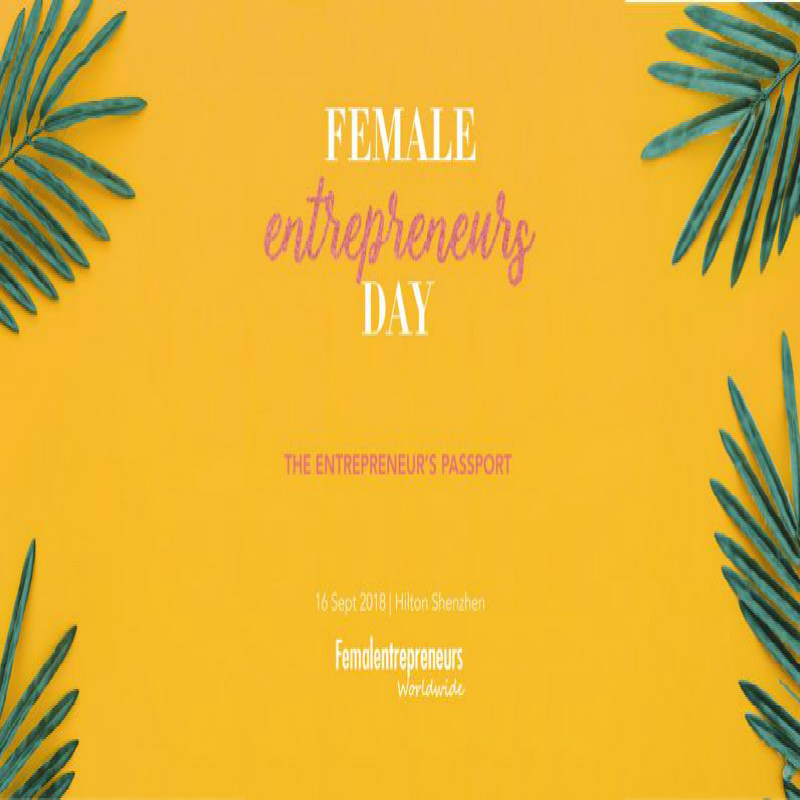 FEMALE
entrepreneurs
DAY
THE ENTREPRENEUR'S PASSPORT
16 Sept 2018 | Hilton Shenzhen
Femalentrepreneurs
Worldwide